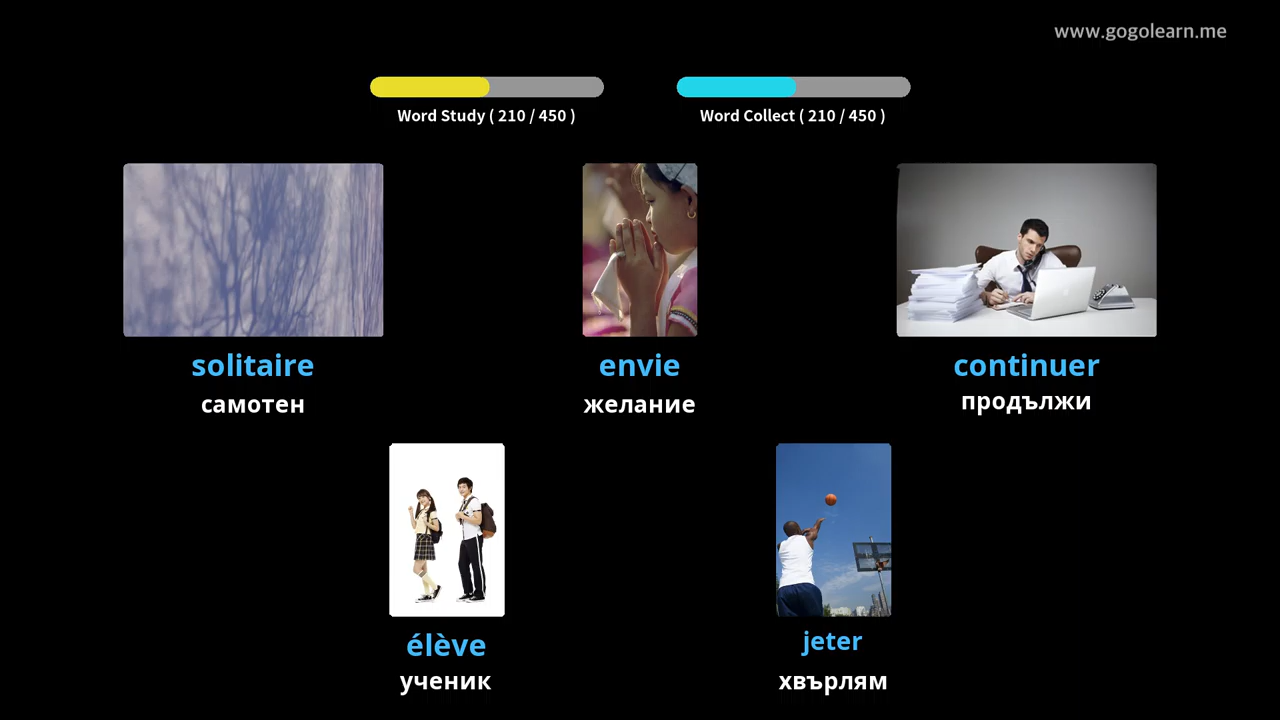 www.gogolearn.me
Word Study ( 210 / 450 )
Word Collect ( 210 / 450 )
solitaire
самотен
envie
желание
continuer
продължи
élève
ученик
jeter
хвърлям